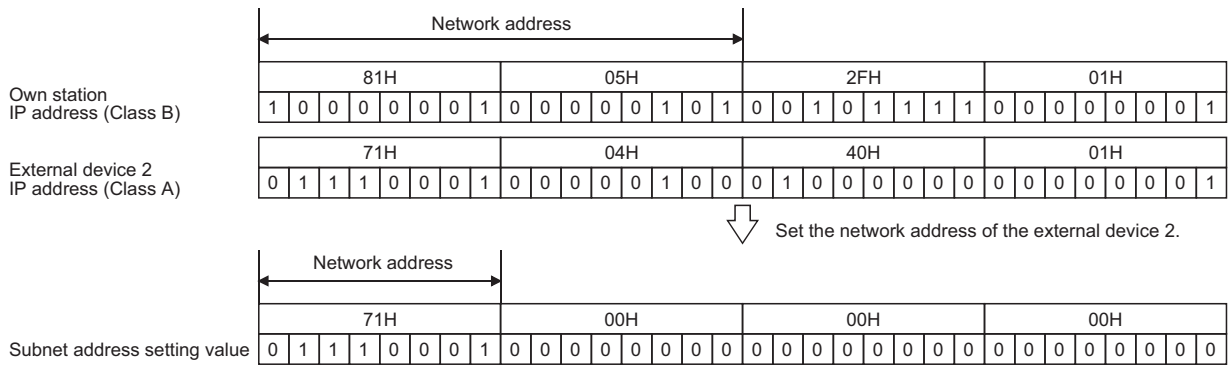 Network address
81H 05H 2FH 01H
Own station
IP address (Class B)
1 0 0 0 0 0 0 1 0 0 0 0 0 1 0 1 0 0 1 0 1 1 1 1 0 0 0 0 0 0 0 1
71H 04H 40H 01H
External device 2
IP address (Class A)
0 1 1 1 0 0 0 1 0 0 0 0 0 1 0 0 0 1 0 0 0 0 0 0 0 0 0 0 0 0 0 1
Set the network address of the external device 2.
Network address
71H 00H 00H 00H
Subnet address setting value 0 1 1 1 0 0 0 1 0 0 0 0 0 0 0 0 0 0 0 0 0 0 0 0 0 0 0 0 0 0 0 0